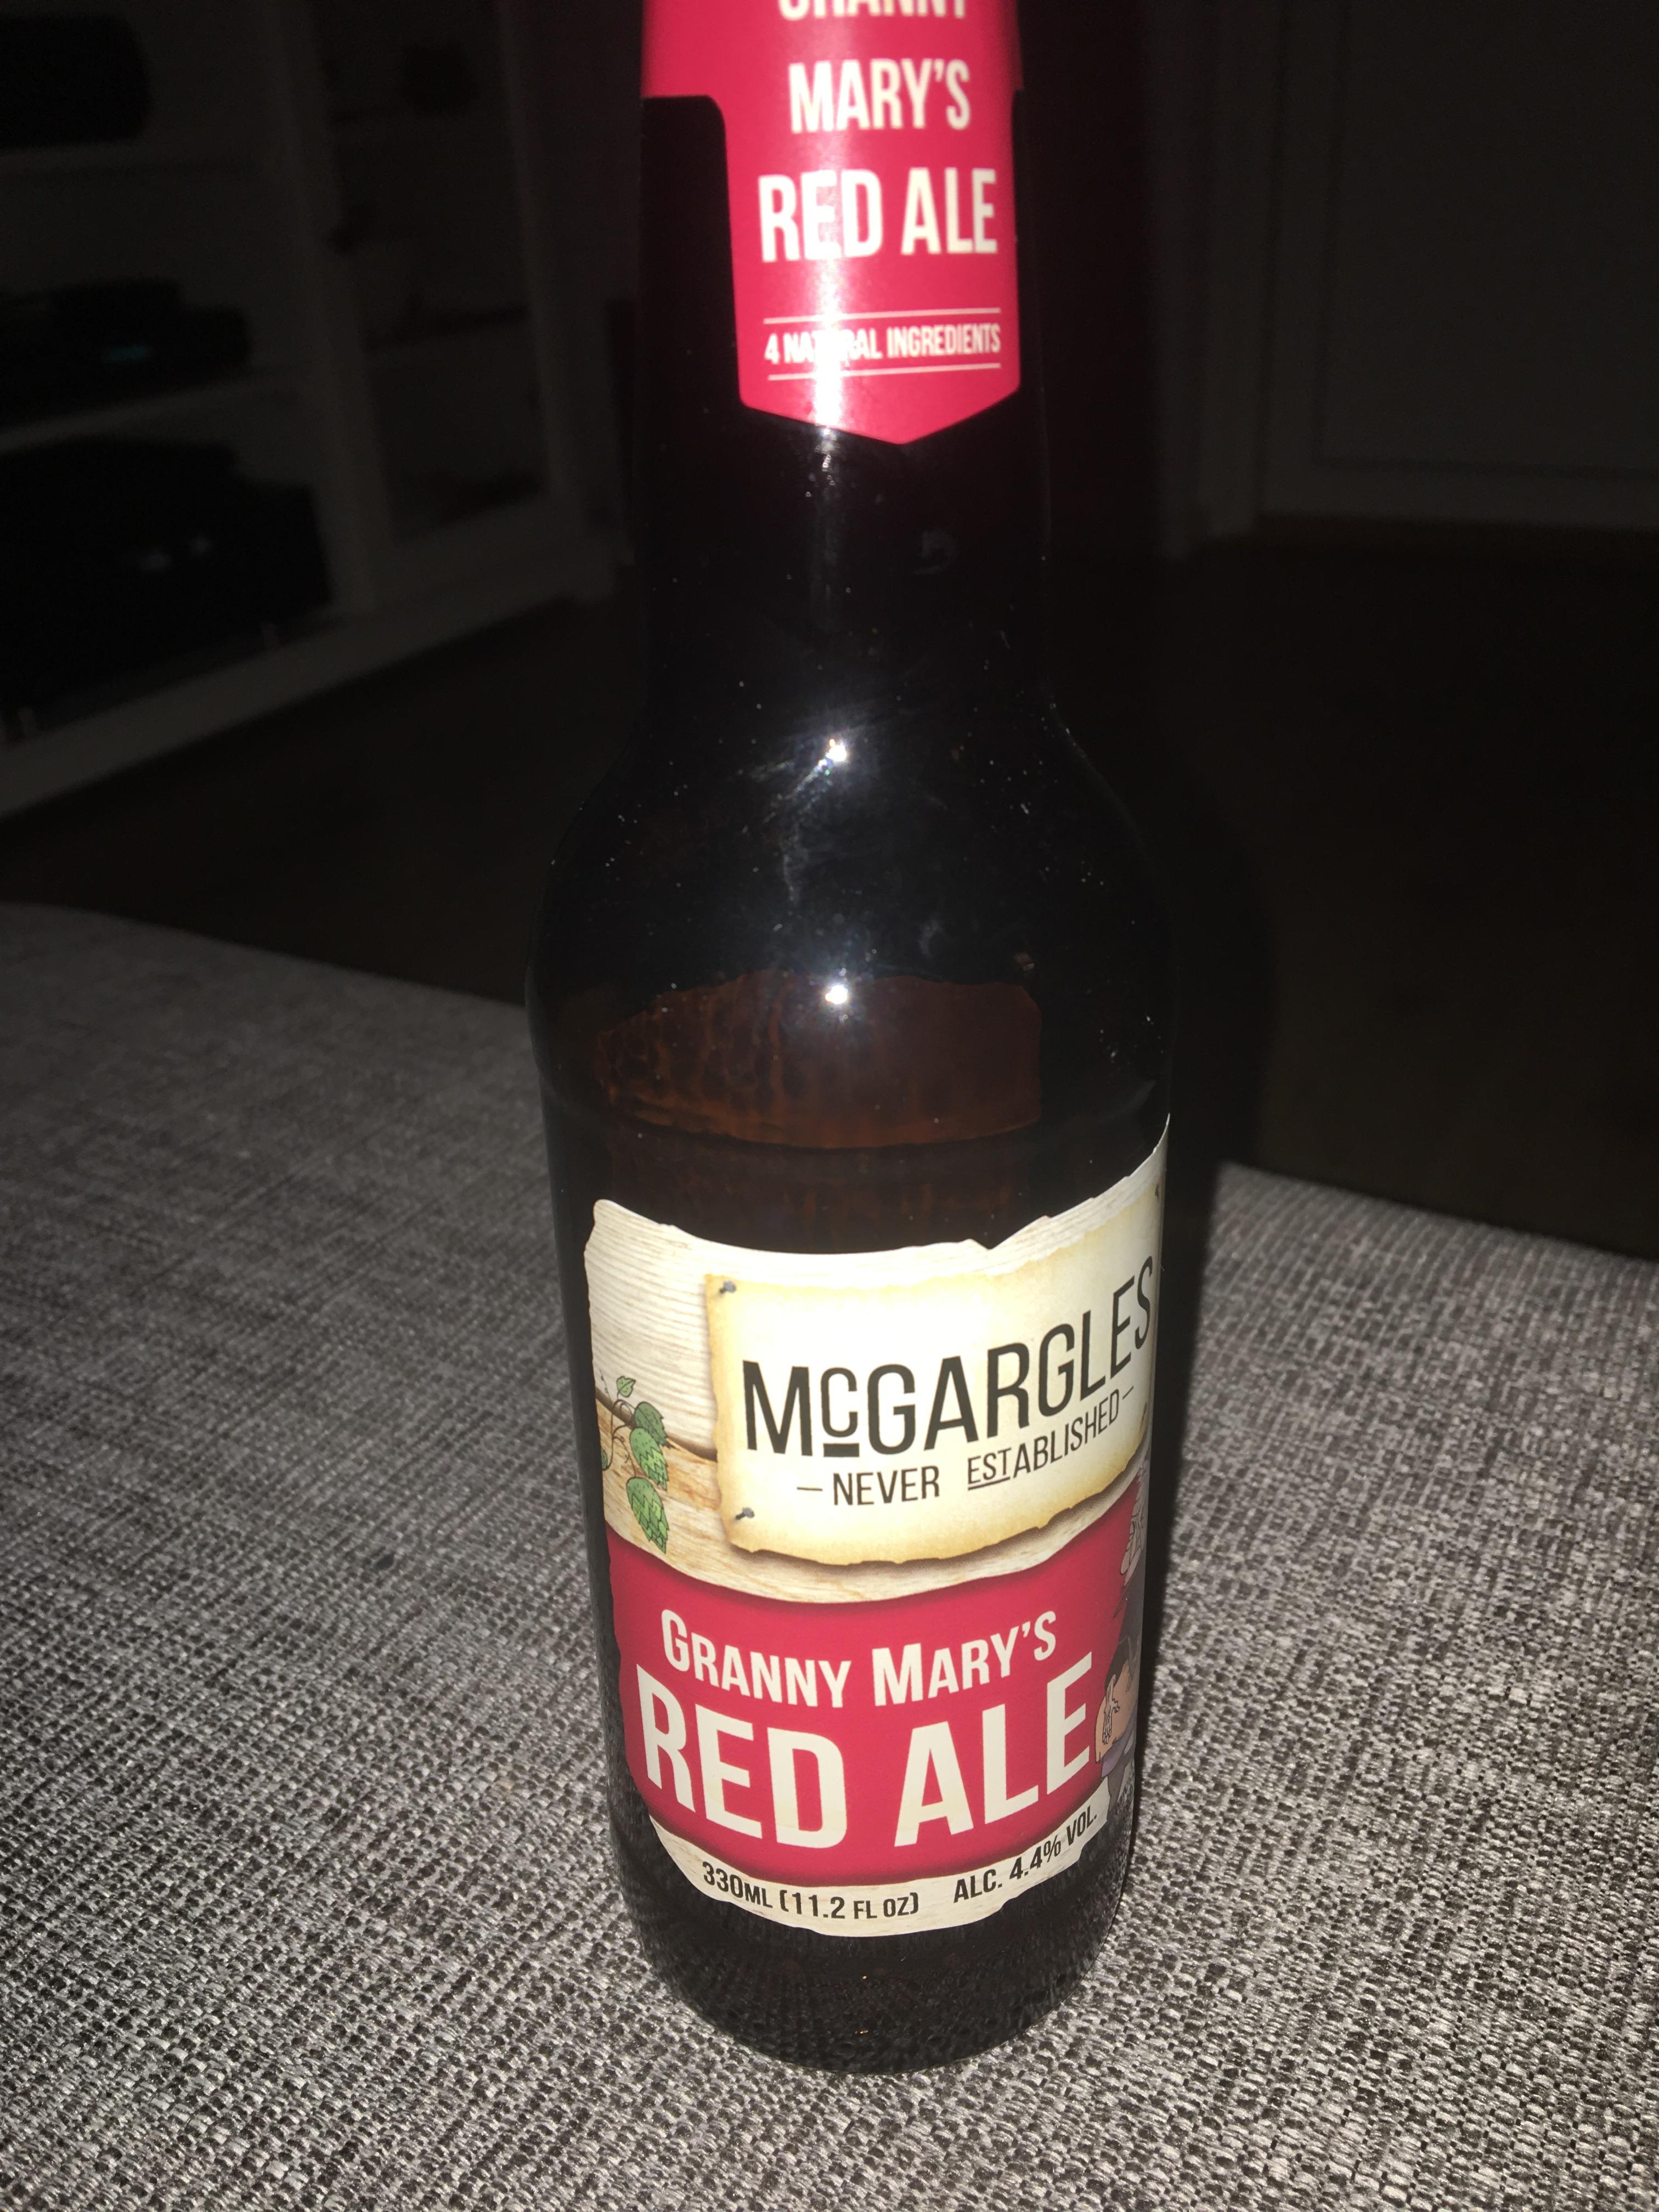 GRANNY
MARY'S
RED ALE
4 NATURAL INGREDIENTS
McGARGLES
– NEVER ESTABLISHED –
GRANNY MARY'S
RED ALE
330ML (11.2 FL OZ) ALC. 4.4% VOL.